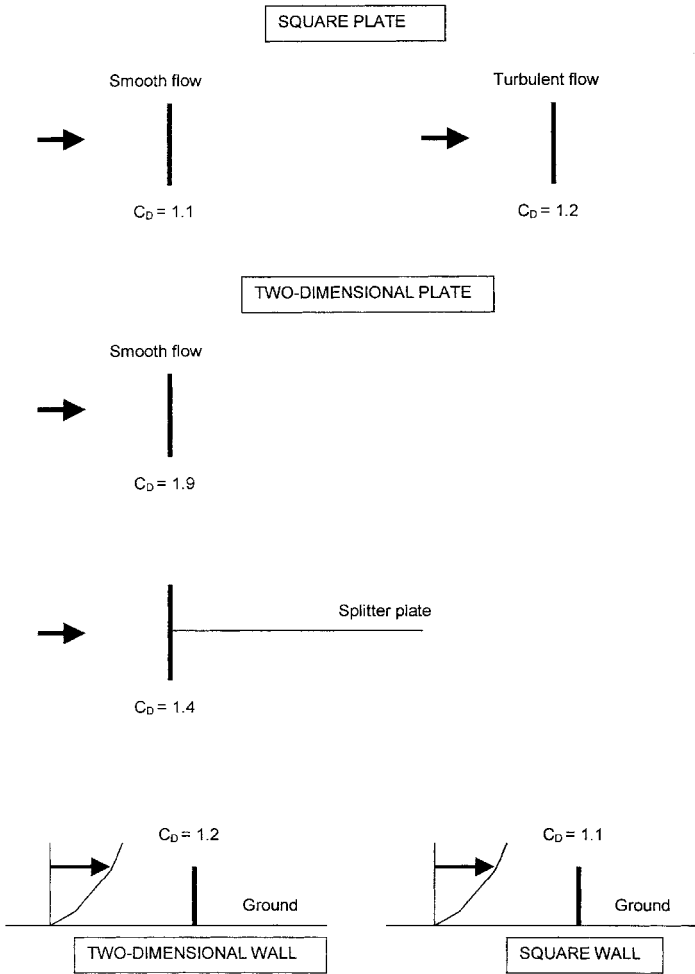 SQUARE PLATE
Smooth flow
Turbulent flow
C_D = 1.1
C_D = 1.2
TWO-DIMENSIONAL PLATE
Smooth flow
C_D = 1.9
Splitter plate
C_D = 1.4
C_D = 1.2
C_D = 1.1
Ground
Ground
TWO-DIMENSIONAL WALL
SQUARE WALL